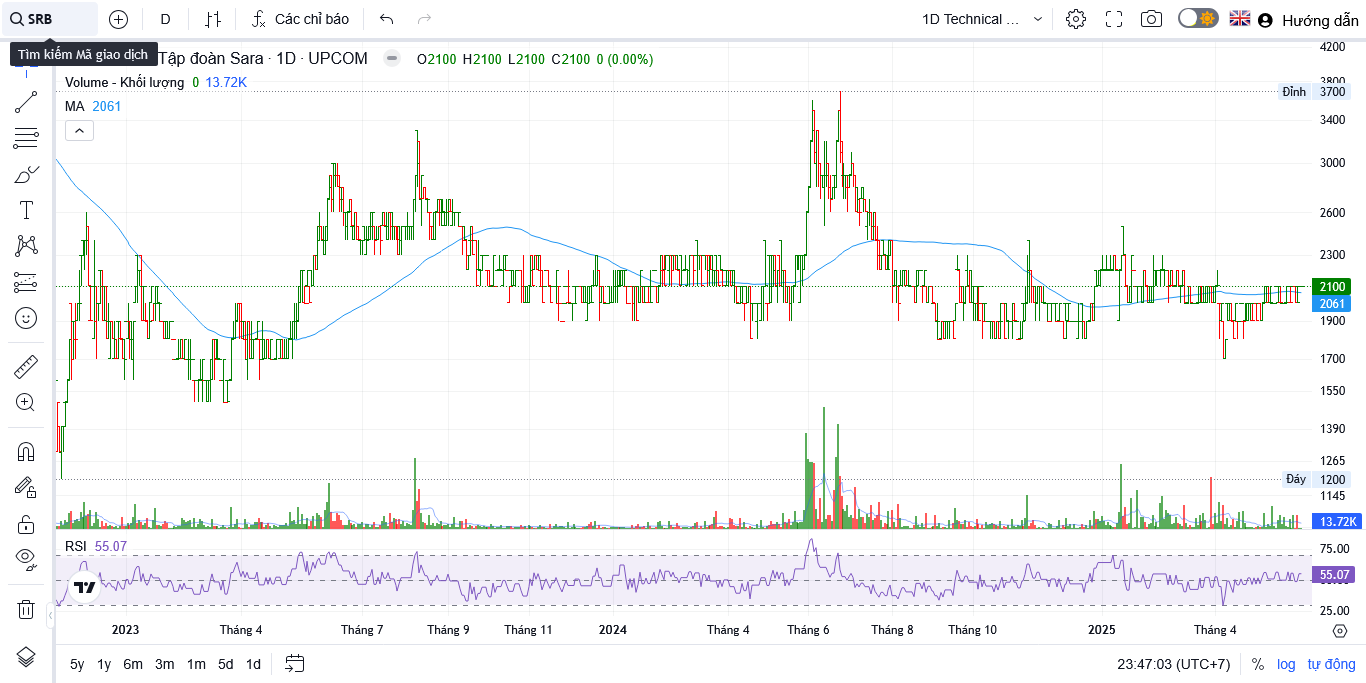 SRB D Các chỉ báo 1D Technical ... Hướng dẫn
Tìm kiếm Mã giao dịch
Tập đoàn Sara · 1D · UPCOM O2100 H2100 L2100 C2100 0 (0.00%)
Volume - Khối lượng 0 13.72K
MA 2061
4200
3800
Đỉnh 3700
3400
3000
2600
2300
2100
2061
1900
1700
1550
1390
1265
Đáy 1200
1145
13.72K
RSI 55.07
75.00
55.07
25.00
2023 Tháng 4 Tháng 7 Tháng 9 Tháng 11 2024 Tháng 4 Tháng 6 Tháng 8 Tháng 10 2025 Tháng 4
5y 1y 6m 3m 1m 5d 1d 23:47:03 (UTC+7) % log tự động